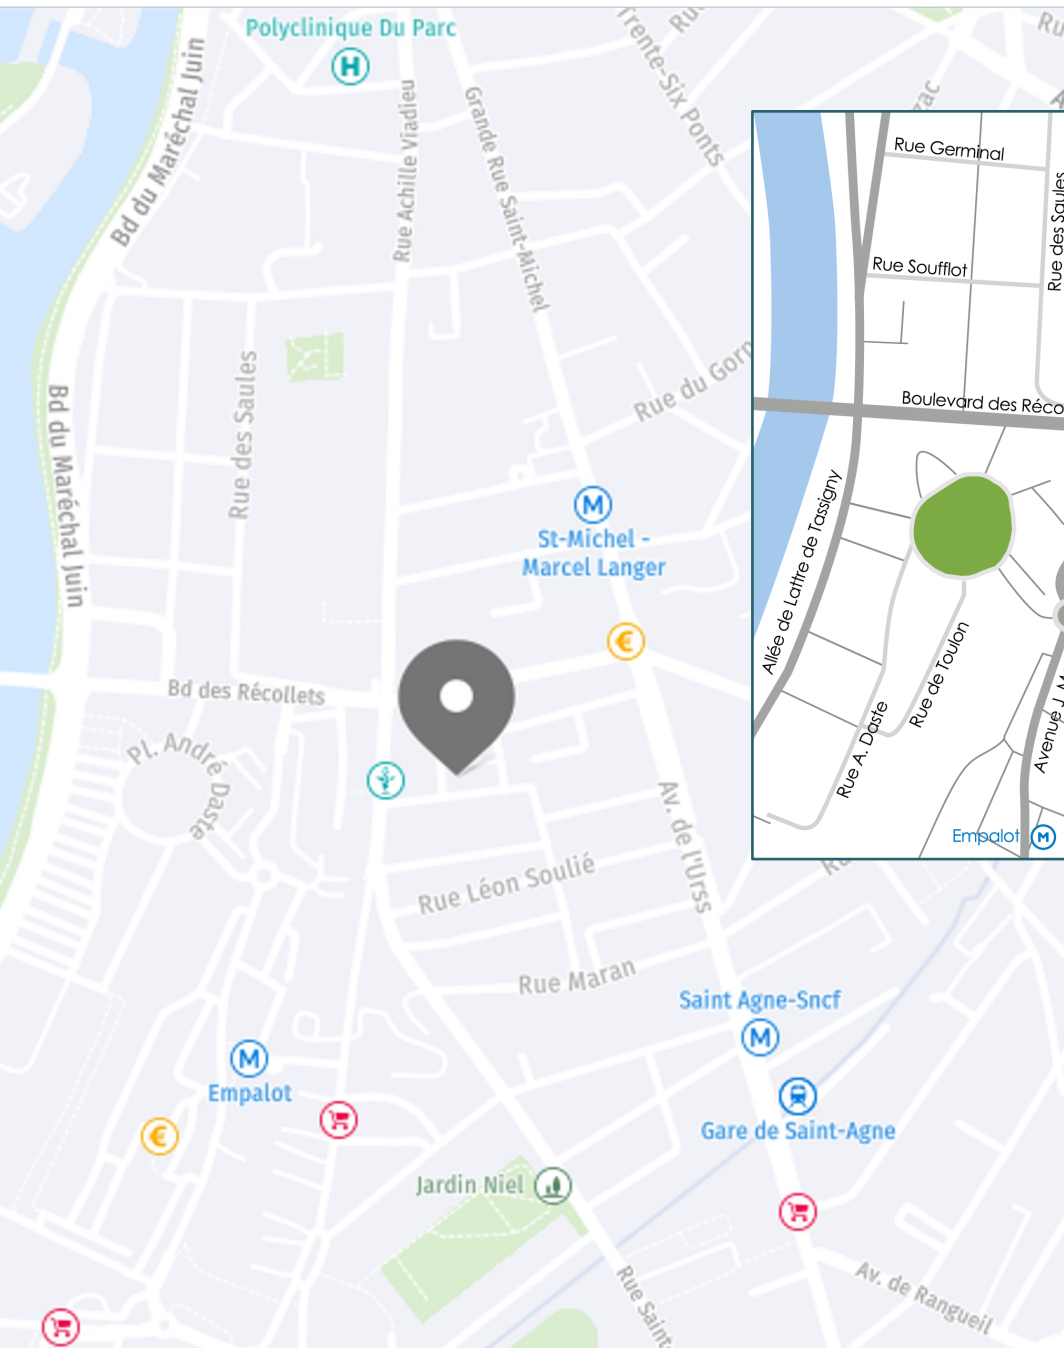 Polyclinique Du Parc
H
Bd du Maréchal Juin
Rue Achille Viadieu
Grande Rue Saint-Michel
Trente-Six Ponts
Bd du Maréchal Juin
Rue des Saules
Rue du Gorp
M
St-Michel -
Marcel Langer
€
Bd des Récollets
Pl. André Daste
Av. de l'Urss
Rue Léon Soulié
Rue Maran
Saint Agne-Sncf
M
M
Empalot
Gare de Saint-Agne
€
Jardin Niel
Rue Saint-
Av. de Rangueil
Rue Germinal
Rue des Saules
Rue Soufflot
Boulevard des Réco
Allée de Lattre de Tassigny
Rue de Toulon
Rue A. Daste
Avenue J. M
Empalot M